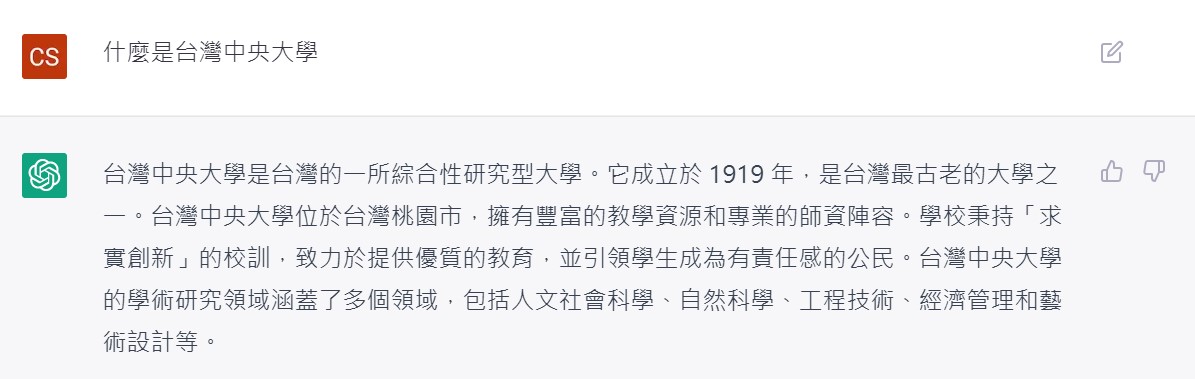 CS
什麼是台灣中央大學
台灣中央大學是台灣的一所綜合性研究型大學。它成立於 1919 年，是台灣最古老的大學之
一。台灣中央大學位於台灣桃園市，擁有豐富的教學資源和專業的師資陣容。學校秉持「求
實創新」的校訓，致力於提供優質的教育，並引領學生成為有責任感的公民。台灣中央大學
的學術研究領域涵蓋了多個領域，包括人文社會科學、自然科學、工程技術、經濟管理和藝
術設計等。